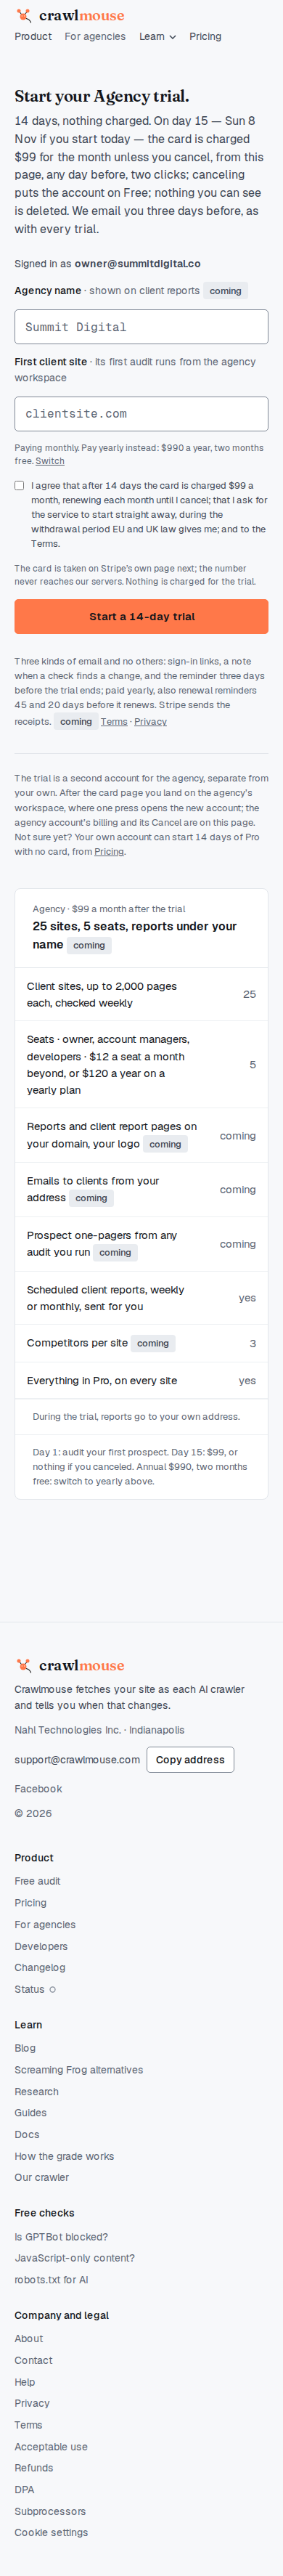 crawlmouse
Product For agencies Learn Pricing
Start your Agency trial.
14 days, nothing charged. On day 15 — Sun 8
Nov if you start today — the card is charged
$99 for the month unless you cancel, from this
page, any day before, two clicks; canceling
puts the account on Free; nothing you can see
is deleted. We email you three days before, as
with every trial.
Signed in as owner@summitdigital.co
Agency name · shown on client reports coming
Summit Digital
First client site · its first audit runs from the agency
workspace
clientsite.com
Paying monthly. Pay yearly instead: $990 a year, two months
free. Switch
I agree that after 14 days the card is charged $99 a
month, renewing each month until I cancel; that I ask for
the service to start straight away, during the
withdrawal period EU and UK law gives me; and to the
Terms.
The card is taken on Stripe's own page next; the number
never reaches our servers. Nothing is charged for the trial.
Start a 14-day trial
Three kinds of email and no others: sign-in links, a note
when a check finds a change, and the reminder three days
before the trial ends; paid yearly, also renewal reminders
45 and 20 days before it renews. Stripe sends the
receipts. coming Terms · Privacy
The trial is a second account for the agency, separate from
your own. After the card page you land on the agency's
workspace, where one press opens the new account; the
agency account's billing and its Cancel are on this page.
Not sure yet? Your own account can start 14 days of Pro
with no card, from Pricing.
Agency · $99 a month after the trial
25 sites, 5 seats, reports under your
name coming
Client sites, up to 2,000 pages
each, checked weekly
25
Seats · owner, account managers,
developers · $12 a seat a month
beyond, or $120 a year on a
yearly plan
5
Reports and client report pages on
your domain, your logo coming
coming
Emails to clients from your
address coming
coming
Prospect one-pagers from any
audit you run coming
coming
Scheduled client reports, weekly
or monthly, sent for you
yes
Competitors per site coming 3
Everything in Pro, on every site yes
During the trial, reports go to your own address.
Day 1: audit your first prospect. Day 15: $99, or
nothing if you canceled. Annual $990, two months
free: switch to yearly above.
crawlmouse
Crawlmouse fetches your site as each AI crawler
and tells you when that changes.
Nahl Technologies Inc. · Indianapolis
support@crawlmouse.com Copy address
Facebook
© 2026
Product
Free audit
Pricing
For agencies
Developers
Changelog
Status
Learn
Blog
Screaming Frog alternatives
Research
Guides
Docs
How the grade works
Our crawler
Free checks
Is GPTBot blocked?
JavaScript-only content?
robots.txt for AI
Company and legal
About
Contact
Help
Privacy
Terms
Acceptable use
Refunds
DPA
Subprocessors
Cookie settings